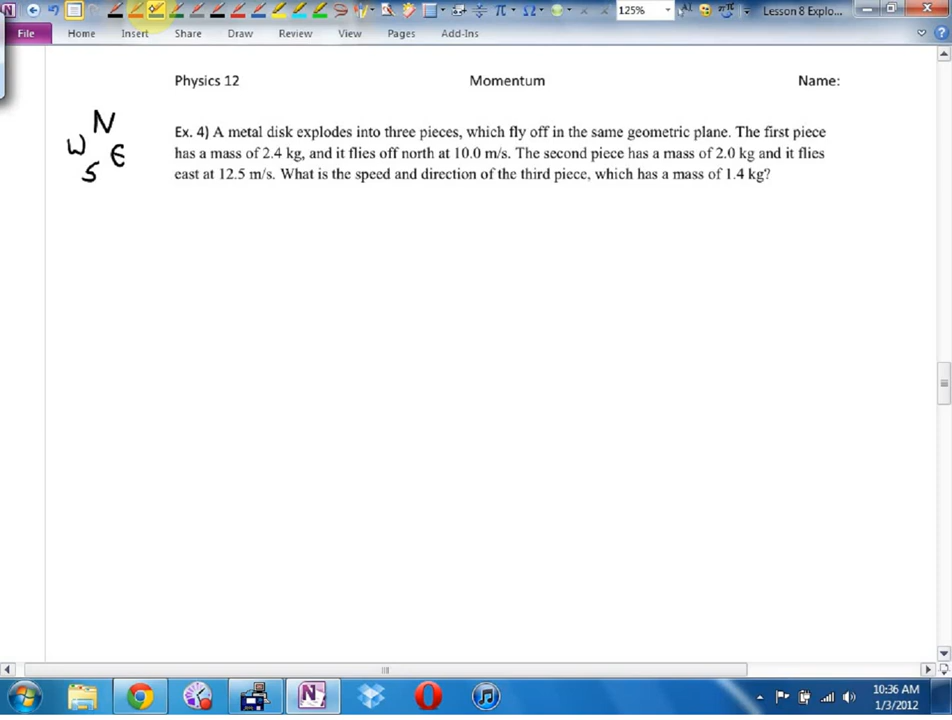 125%
Lesson 8 Explo...
File Home Insert Share Draw Review View Pages Add-Ins
Physics 12 Momentum Name:
N
W E
S
Ex. 4) A metal disk explodes into three pieces, which fly off in the same geometric plane. The first piece
has a mass of 2.4 kg, and it flies off north at 10.0 m/s. The second piece has a mass of 2.0 kg and it flies
east at 12.5 m/s. What is the speed and direction of the third piece, which has a mass of 1.4 kg?
10:36 AM
1/3/2012